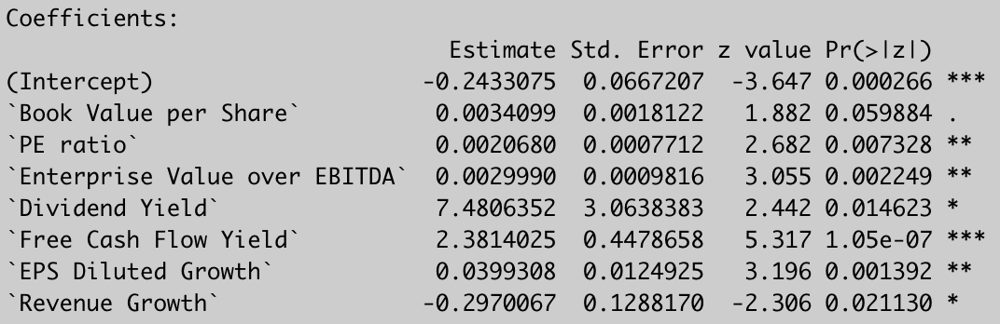 Coefficients:
Estimate Std. Error z value Pr(>|z|)
(Intercept) -0.2433075 0.0667207 -3.647 0.000266 ***
`Book Value per Share` 0.0034099 0.0018122 1.882 0.059884 .
`PE ratio` 0.0020680 0.0007712 2.682 0.007328 **
`Enterprise Value over EBITDA` 0.0029990 0.0009816 3.055 0.002249 **
`Dividend Yield` 7.4806352 3.0638383 2.442 0.014623 *
`Free Cash Flow Yield` 2.3814025 0.4478658 5.317 1.05e-07 ***
`EPS Diluted Growth` 0.0399308 0.0124925 3.196 0.001392 **
`Revenue Growth` -0.2970067 0.1288170 -2.306 0.021130 *